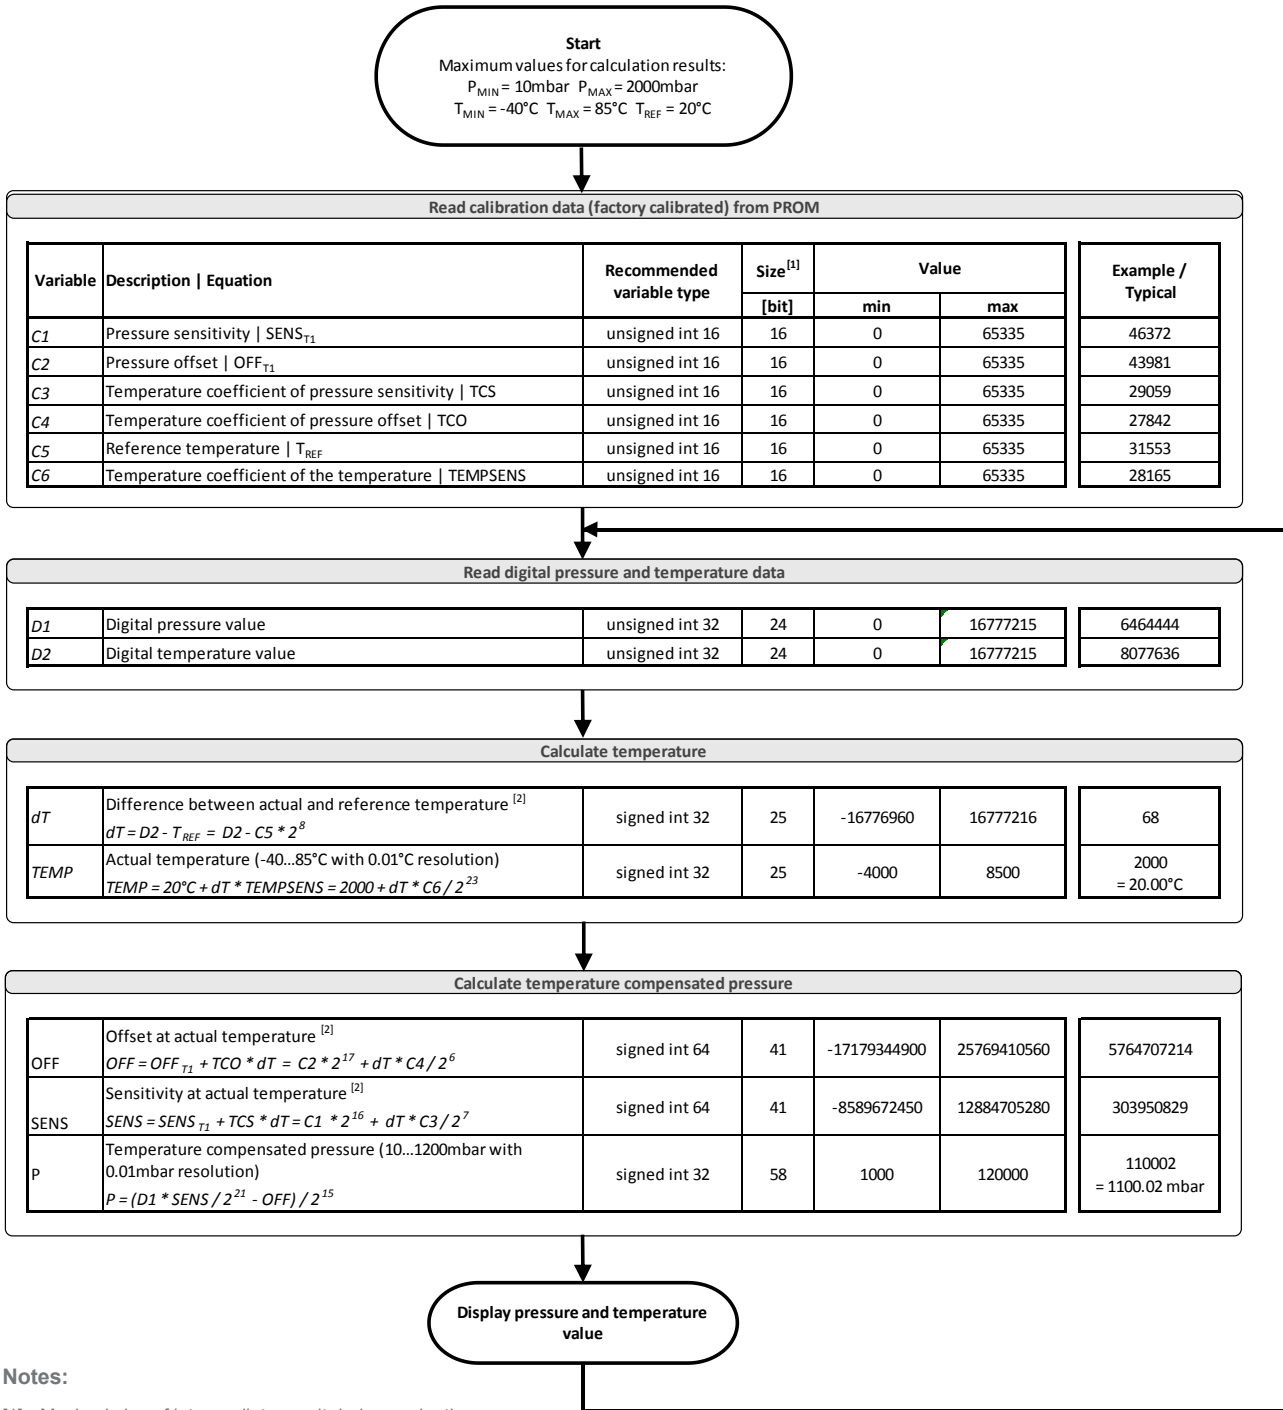 Start
Maximum values for calculation results:
PMIN = 10mbar PMAX = 2000mbar
TMIN = -40°C TMAX = 85°C TREF = 20°C
Read calibration data (factory calibrated) from PROM
Variable Description | Equation Recommended variable type Size[1] Value Example / Typical
[bit] min max
C1 Pressure sensitivity | SENST1 unsigned int 16 16 0 65335 46372
C2 Pressure offset | OFFT1 unsigned int 16 16 0 65335 43981
C3 Temperature coefficient of pressure sensitivity | TCS unsigned int 16 16 0 65335 29059
C4 Temperature coefficient of pressure offset | TCO unsigned int 16 16 0 65335 27842
C5 Reference temperature | TREF unsigned int 16 16 0 65335 31553
C6 Temperature coefficient of the temperature | TEMPSENS unsigned int 16 16 0 65335 28165
Read digital pressure and temperature data
D1 Digital pressure value unsigned int 32 24 0 16777215 6464444
D2 Digital temperature value unsigned int 32 24 0 16777215 8077636
Calculate temperature
Difference between actual and reference temperature [2]
dT signed int 32 25 -16776960 16777216 68
dT = D2 - TREF = D2 - C5 * 2^8
Actual temperature (-40...85°C with 0.01°C resolution)
TEMP signed int 32 25 -4000 8500 2000
= 20.00°C
TEMP = 20°C + dT * TEMPSENS = 2000 + dT * C6 / 2^23
Calculate temperature compensated pressure
Offset at actual temperature [2]
OFF signed int 64 41 -17179344900 25769410560 5764707214
OFF = OFFT1 + TCO * dT = C2 * 2^17 + dT * C4 / 2^6
Sensitivity at actual temperature [2]
SENS signed int 64 41 -8589672450 12884705280 303950829
SENS = SENST1 + TCS * dT = C1 * 2^16 + dT * C3 / 2^7
Temperature compensated pressure (10...1200mbar with
0.01mbar resolution)
P signed int 32 58 1000 120000 110002
= 1100.02 mbar
P = (D1 * SENS / 2^21 - OFF) / 2^15
Display pressure and temperature
value
Notes: